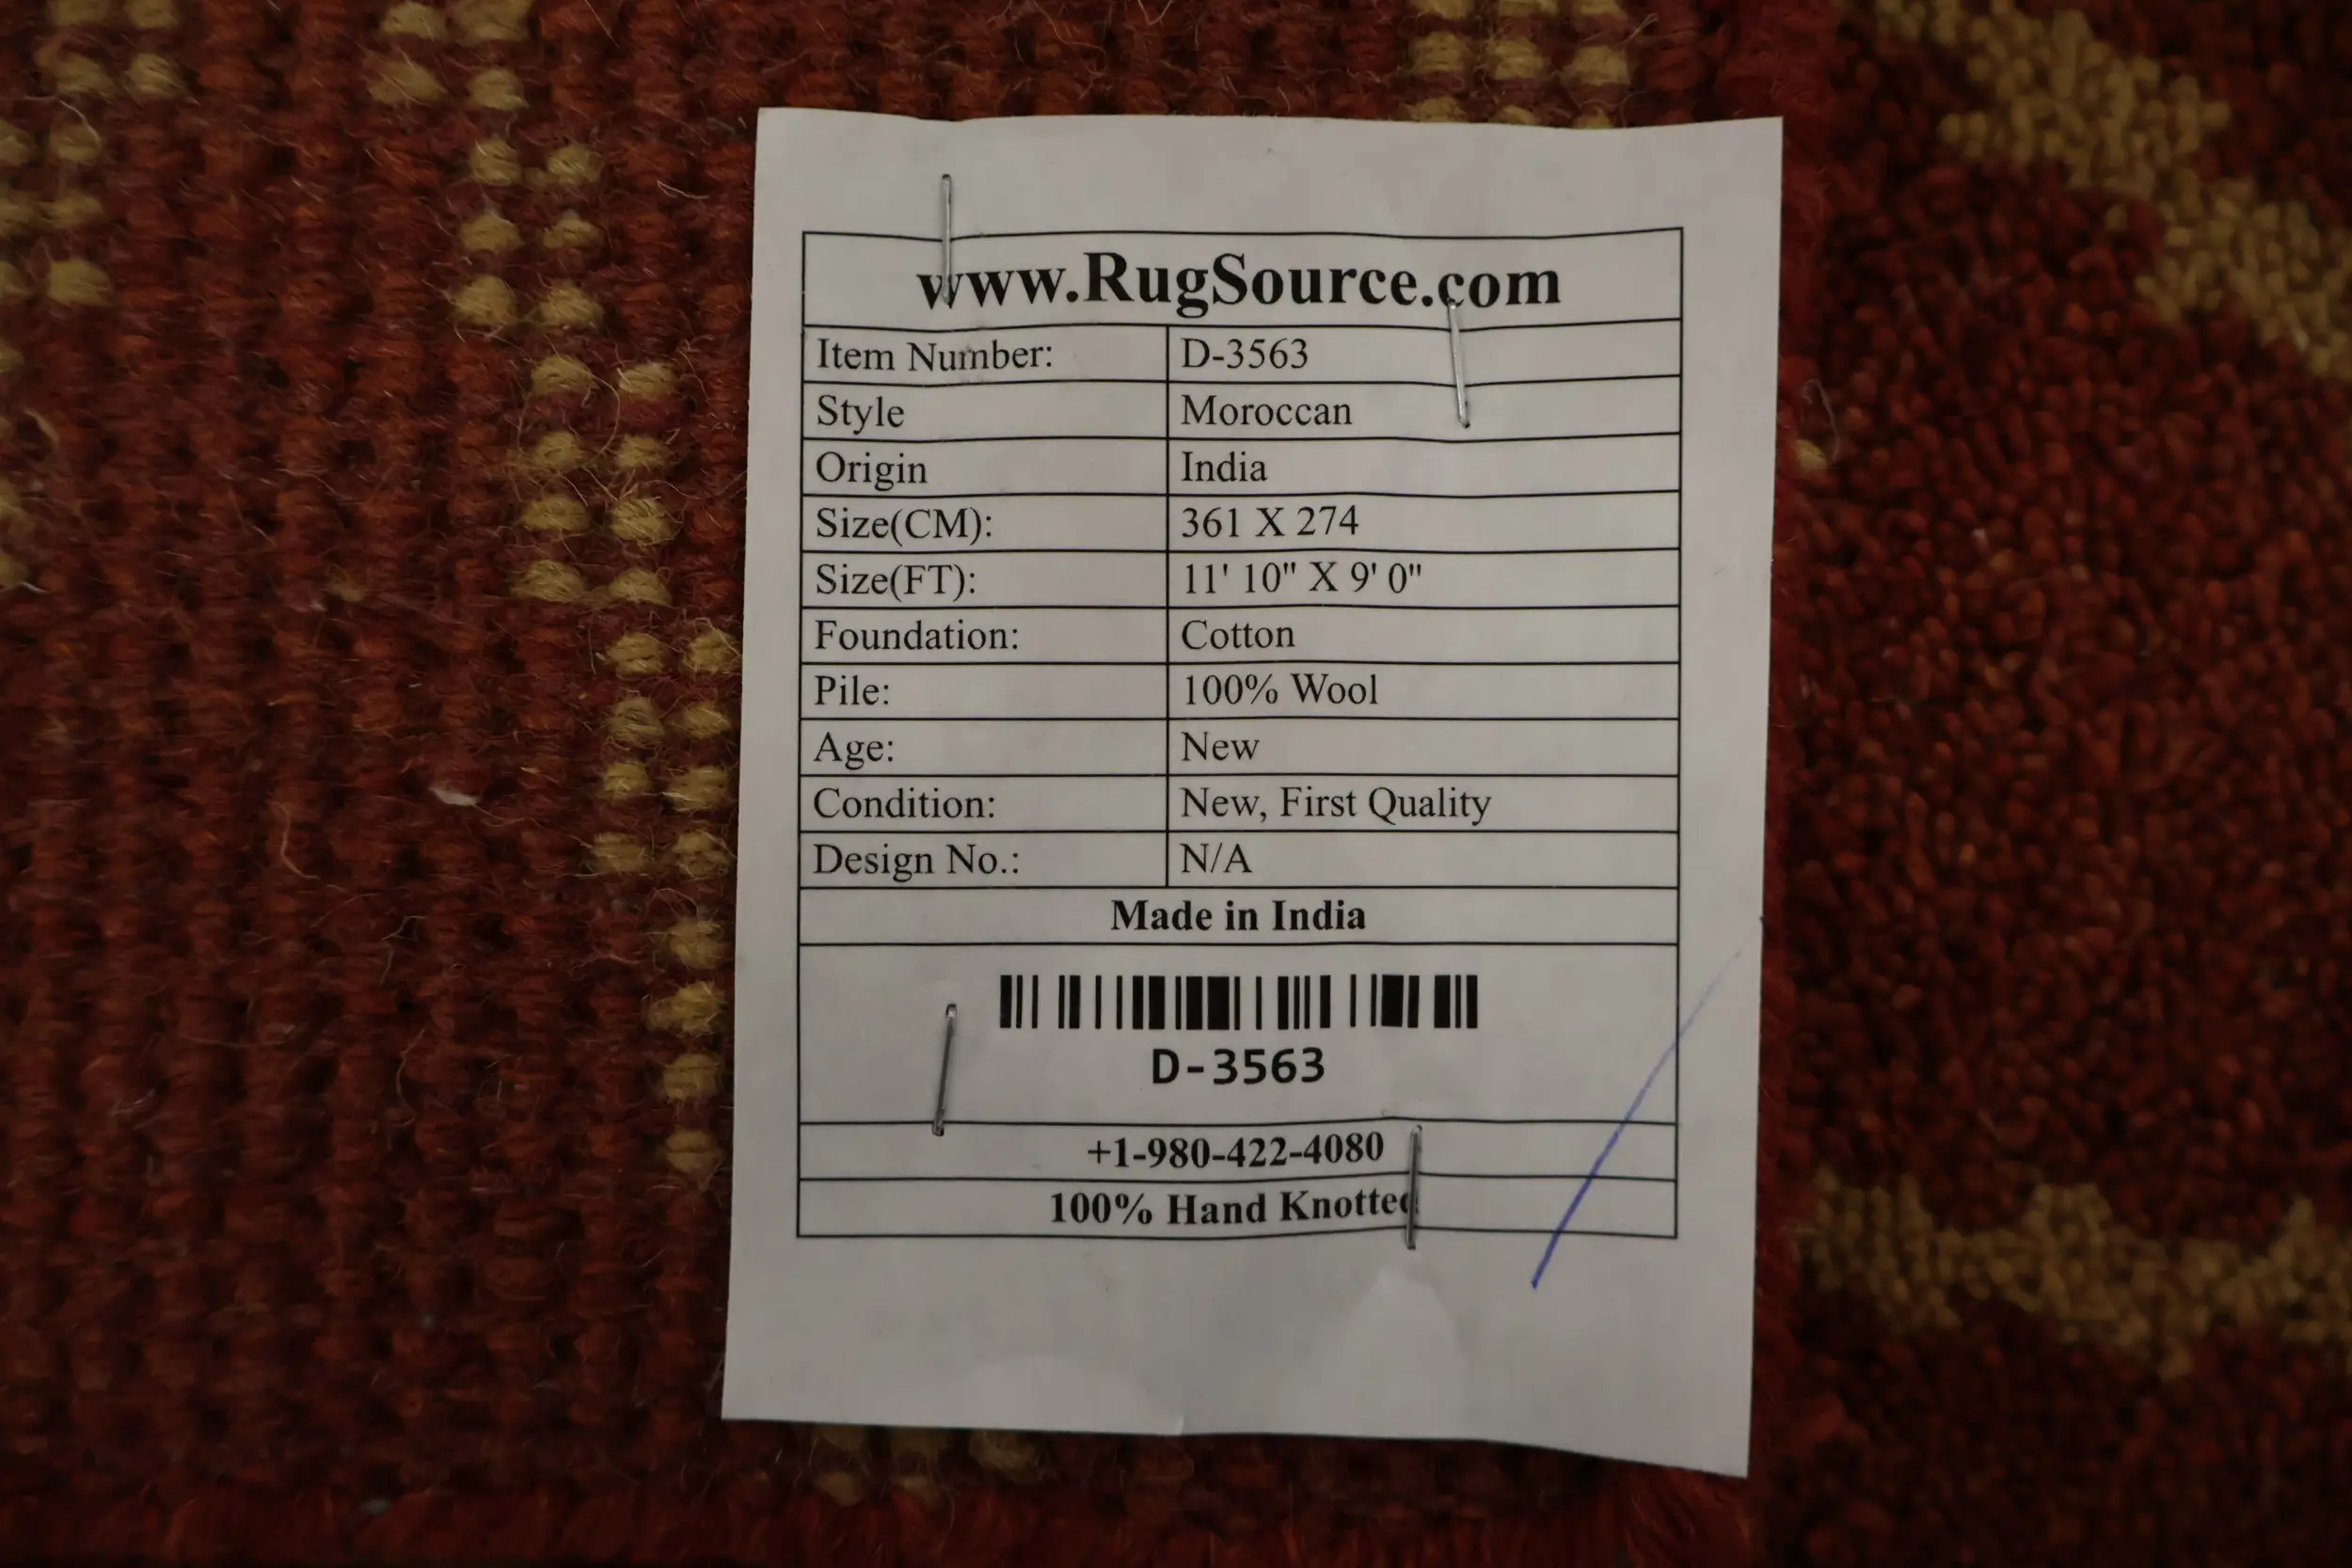 www.RugSource.com
Item Number: D-3563
Style Moroccan
Origin India
Size(CM): 361 X 274
Size(FT): 11' 10" X 9' 0"
Foundation: Cotton
Pile: 100% Wool
Age: New
Condition: New, First Quality
Design No.: N/A
Made in India
D-3563
+1-980-422-4080
100% Hand Knotted